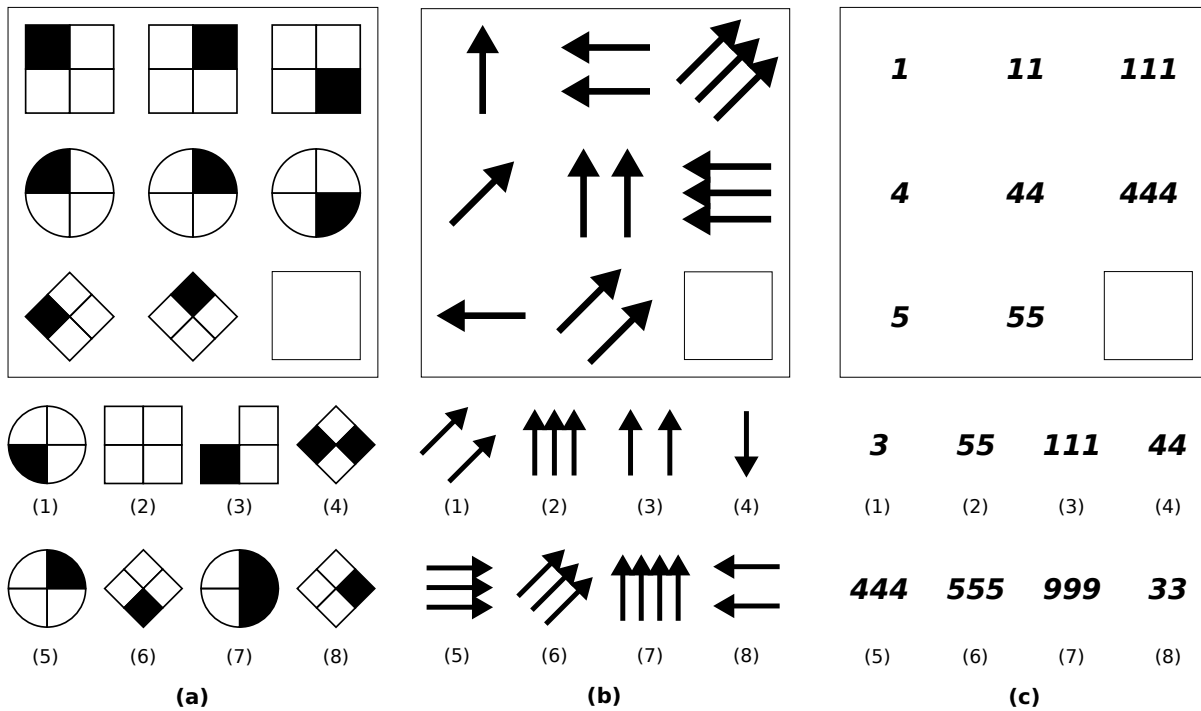 1 11 111
4 44 444
5 55
3 55 111 44
(1) (2) (3) (4) (1) (2) (3) (4) (1) (2) (3) (4)
444 555 999 33
(5) (6) (7) (8) (5) (6) (7) (8) (5) (6) (7) (8)
(a) (b) (c)